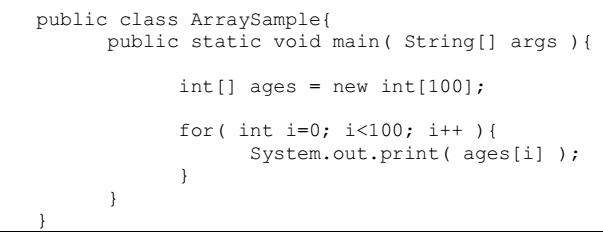 public class ArraySample{
public static void main( String[] args ){
int[] ages = new int[100];
for( int i=0; i<100; i++ ){
System.out.print( ages[i] );
}
}
}